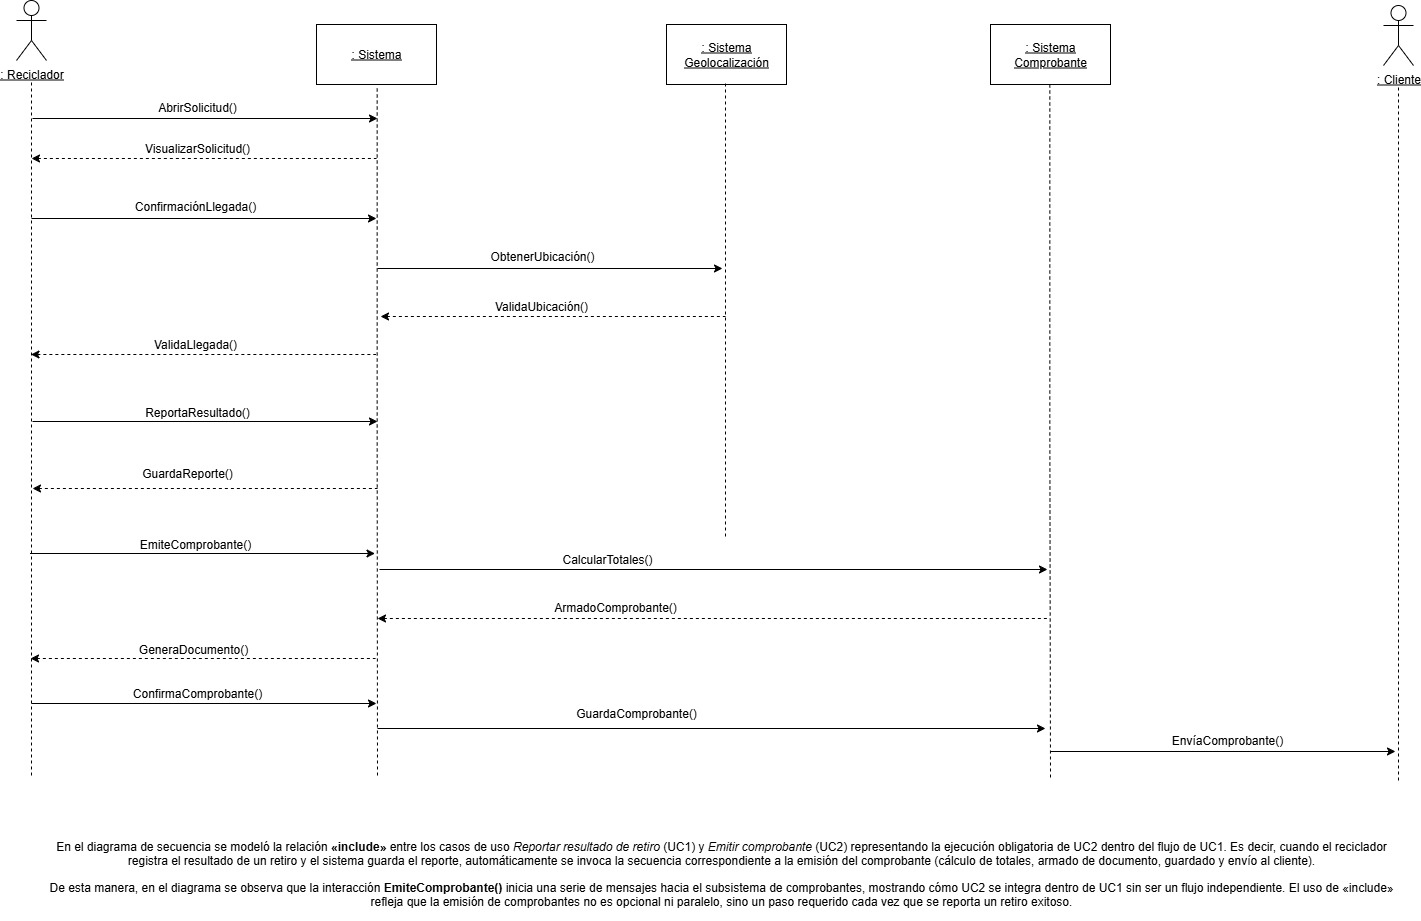 : Reciclador
: Sistema
: Sistema
Geolocalización
: Sistema
Comprobante
: Cliente
AbrirSolicitud()
VisualizarSolicitud()
ConfirmaciónLlegada()
ObtenerUbicación()
ValidaUbicación()
ValidaLlegada()
ReportaResultado()
GuardaReporte()
EmiteComprobante()
CalcularTotales()
ArmadoComprobante()
GeneraDocumento()
ConfirmaComprobante()
GuardaComprobante()
EnvíaComprobante()
En el diagrama de secuencia se modeló la relación «include» entre los casos de uso Reportar resultado de retiro (UC1) y Emitir comprobante (UC2) representando la ejecución obligatoria de UC2 dentro del flujo de UC1. Es decir, cuando el reciclador
registra el resultado de un retiro y el sistema guarda el reporte, automáticamente se invoca la secuencia correspondiente a la emisión del comprobante (cálculo de totales, armado de documento, guardado y envío al cliente).
De esta manera, en el diagrama se observa que la interacción EmiteComprobante() inicia una serie de mensajes hacia el subsistema de comprobantes, mostrando cómo UC2 se integra dentro de UC1 sin ser un flujo independiente. El uso de «include»
refleja que la emisión de comprobantes no es opcional ni paralelo, sino un paso requerido cada vez que se reporta un retiro exitoso.